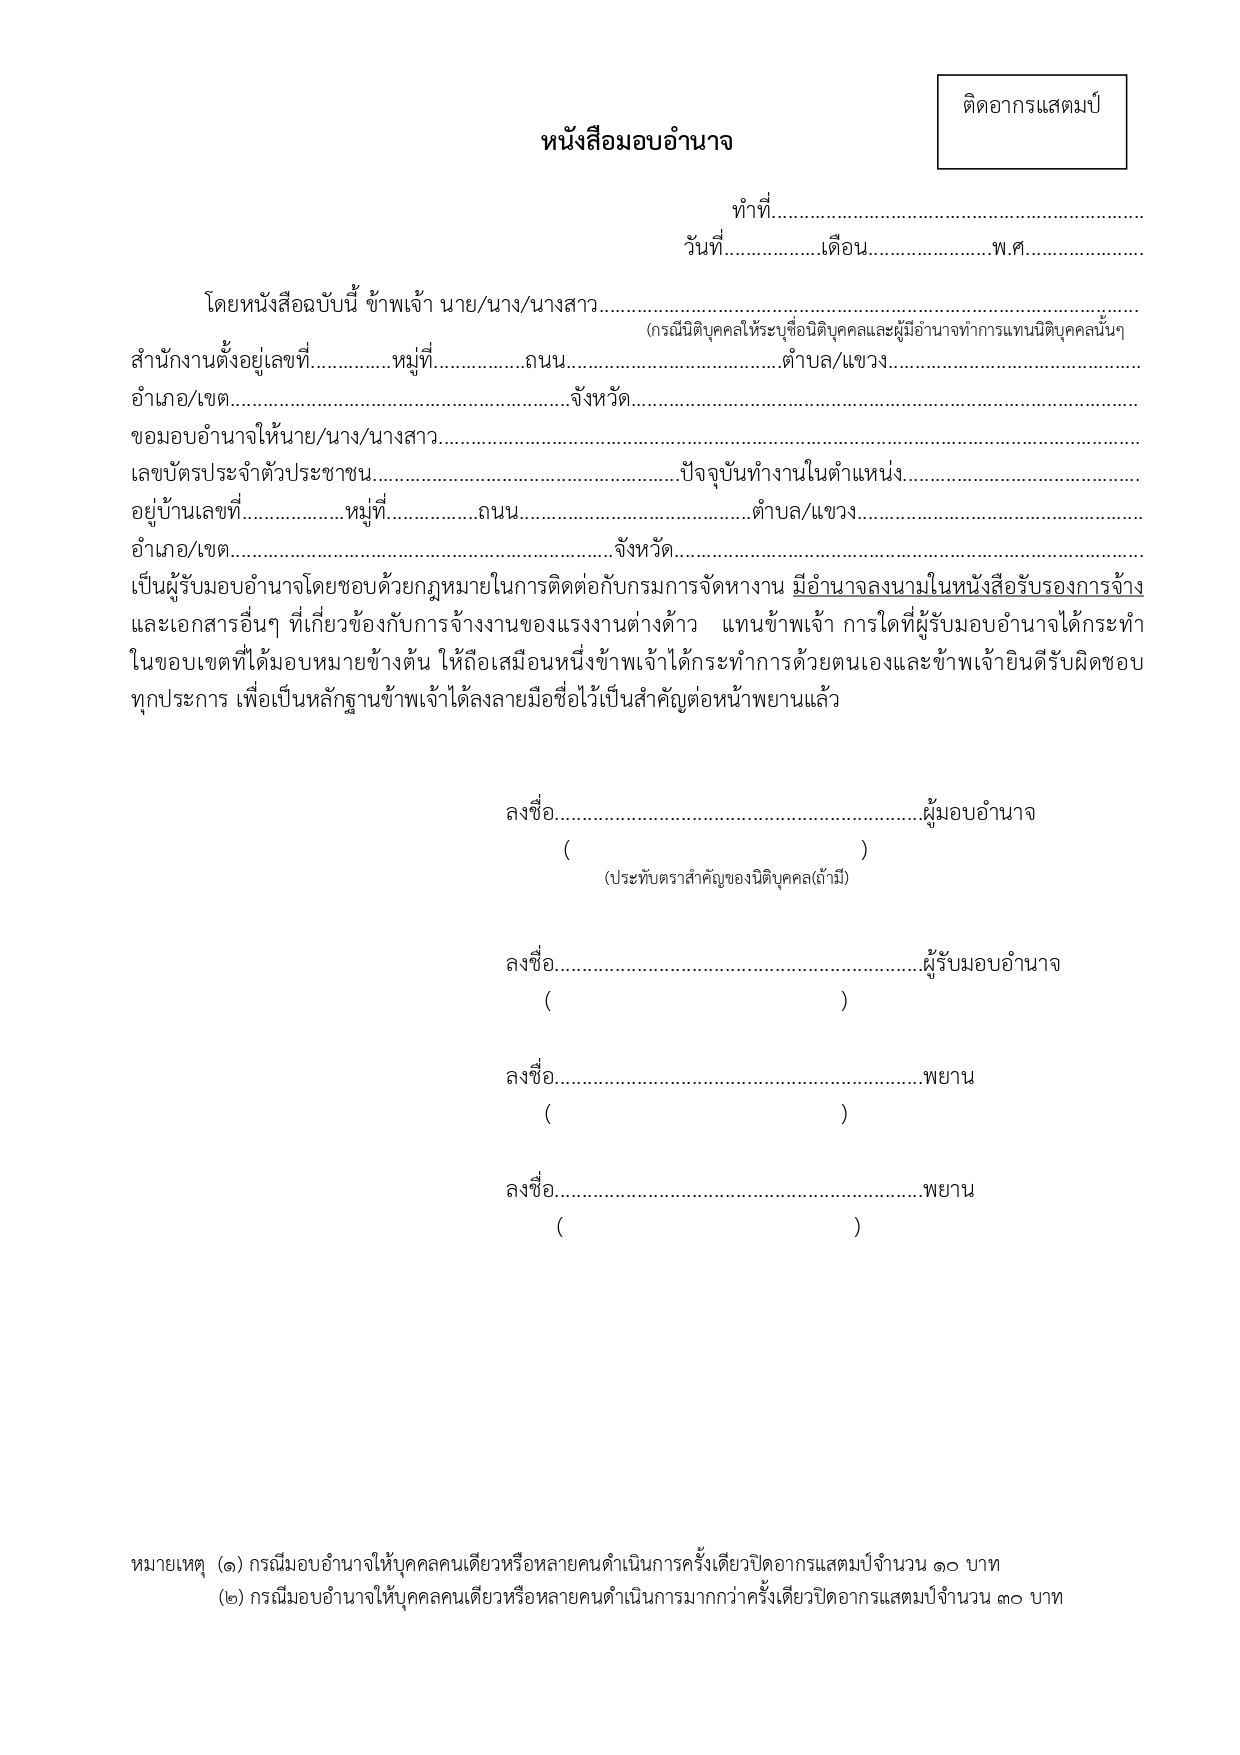 ติดอากรแสตมป์
หนังสือมอบอำนาจ
ทำที่.....................................................................
วันที่..................เดือน.......................พ.ศ......................
โดยหนังสือฉบับนี้ ข้าพเจ้า นาย/นาง/นางสาว....................................................................................................
(กรณีนิติบุคคลให้ระบุชื่อนิติบุคคลและผู้มีอำนาจทำการแทนนิติบุคคลนั้นๆ
สำนักงานตั้งอยู่เลขที่...............หมู่ที่.................ถนน........................................ตำบล/แขวง...............................................
อำเภอ/เขต...............................................................จังหวัด..............................................................................................
ขอมอบอำนาจให้นาย/นาง/นางสาว..................................................................................................................................
เลขบัตรประจำตัวประชาชน.........................................................ปัจจุบันทำงานในตำแหน่ง............................................
อยู่บ้านเลขที่...................หมู่ที่.................ถนน...........................................ตำบล/แขวง.....................................................
อำเภอ/เขต.......................................................................จังหวัด.......................................................................................
เป็นผู้รับมอบอำนาจโดยชอบด้วยกฎหมายในการติดต่อกับกรมการจัดหางาน มีอำนาจลงนามในหนังสือรับรองการจ้าง
และเอกสารอื่นๆ ที่เกี่ยวข้องกับการจ้างงานของแรงงานต่างด้าว แทนข้าพเจ้า การใดที่ผู้รับมอบอำนาจได้กระทำ
ในขอบเขตที่ได้มอบหมายข้างต้น ให้ถือเสมือนหนึ่งข้าพเจ้าได้กระทำการด้วยตนเองและข้าพเจ้ายินดีรับผิดชอบ
ทุกประการ เพื่อเป็นหลักฐานข้าพเจ้าได้ลงลายมือชื่อไว้เป็นสำคัญต่อหน้าพยานแล้ว
ลงชื่อ....................................................................ผู้มอบอำนาจ
( )
(ประทับตราสำคัญของนิติบุคคล(ถ้ามี)
ลงชื่อ....................................................................ผู้รับมอบอำนาจ
( )
ลงชื่อ....................................................................พยาน
( )
ลงชื่อ....................................................................พยาน
( )
หมายเหตุ (๑) กรณีมอบอำนาจให้บุคคลคนเดียวหรือหลายคนดำเนินการครั้งเดียวปิดอากรแสตมป์จำนวน ๑๐ บาท
(๒) กรณีมอบอำนาจให้บุคคลคนเดียวหรือหลายคนดำเนินการมากกว่าครั้งเดียวปิดอากรแสตมป์จำนวน ๓๐ บาท